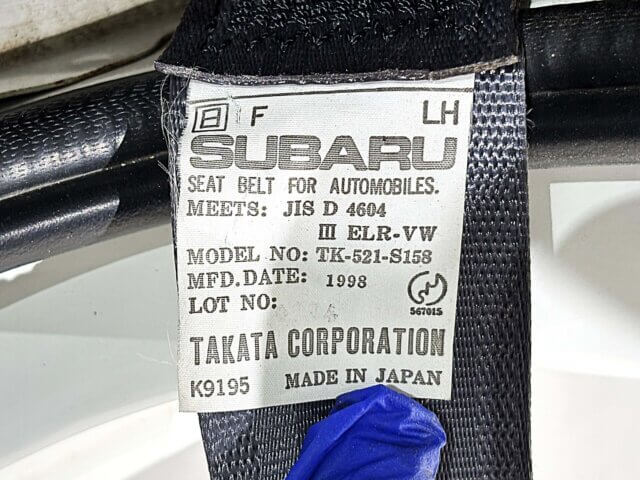 F LH
SUBARU
SEAT BELT FOR AUTOMOBILES.
MEETS: JIS D 4604
III ELR-VW
MODEL NO: TK-521-S158
MFD.DATE: 1998
LOT NO:
567015
TAKATA CORPORATION
K9195 MADE IN JAPAN